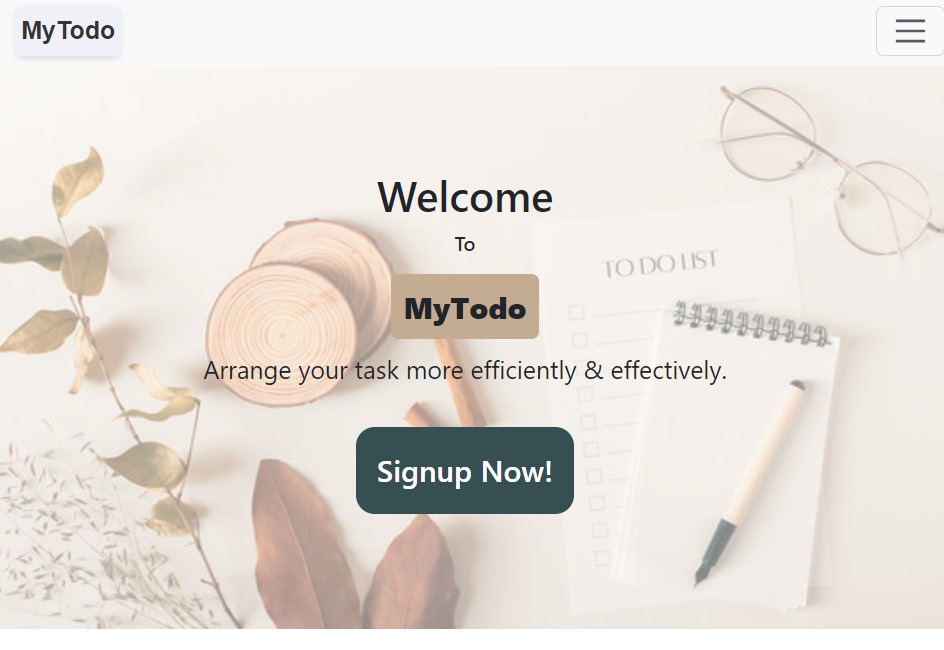 MyTodo
Welcome
To
TO DO LIST
MyTodo
Arrange your task more efficiently & effectively.
Signup Now!